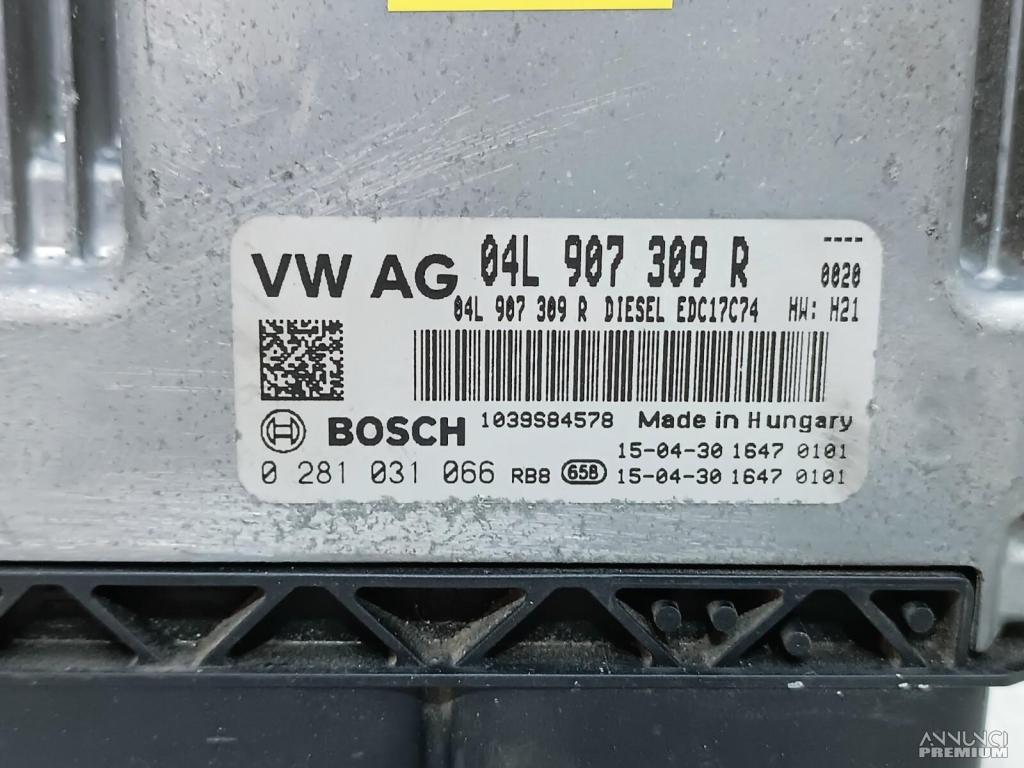 VW AG 04L 907 309 R ----
0020
04L 907 309 R DIESEL EDC17C74 HW: H21
BOSCH 1039S84578 Made in Hungary
15-04-30 1647 0101
0 281 031 066 RB8 658 15-04-30 1647 0101
ANNUNCI
PREMIUM